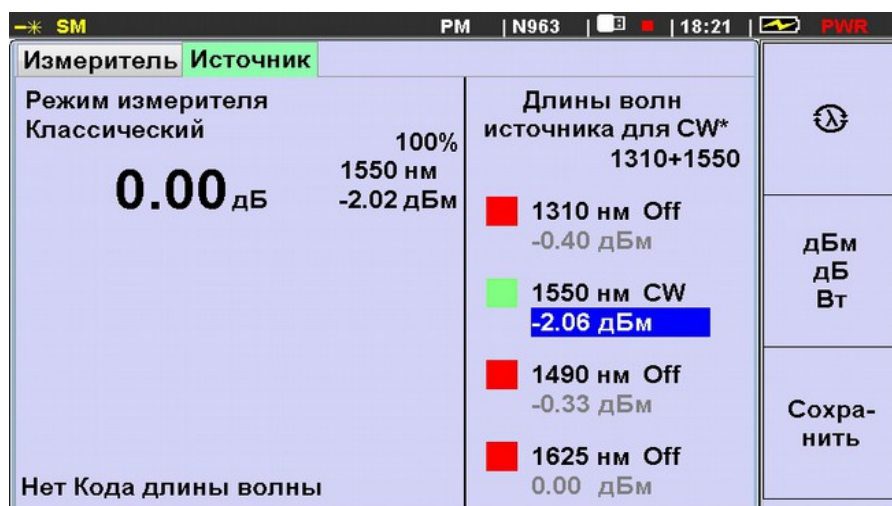 SM PM | N963 | | 18:21 | PWR
Измеритель Источник
Режим измерителя
Классический
100%
1550 нм
0.00 дБ -2.02 дБм
Нет Кода длины волны
Длины волн
источника для CW*
1310+1550
1310 нм Off
-0.40 дБм
1550 нм CW
-2.06 дБм
1490 нм Off
-0.33 дБм
1625 нм Off
0.00 дБм
λ
дБм
дБ
Вт
Сохра-
нить